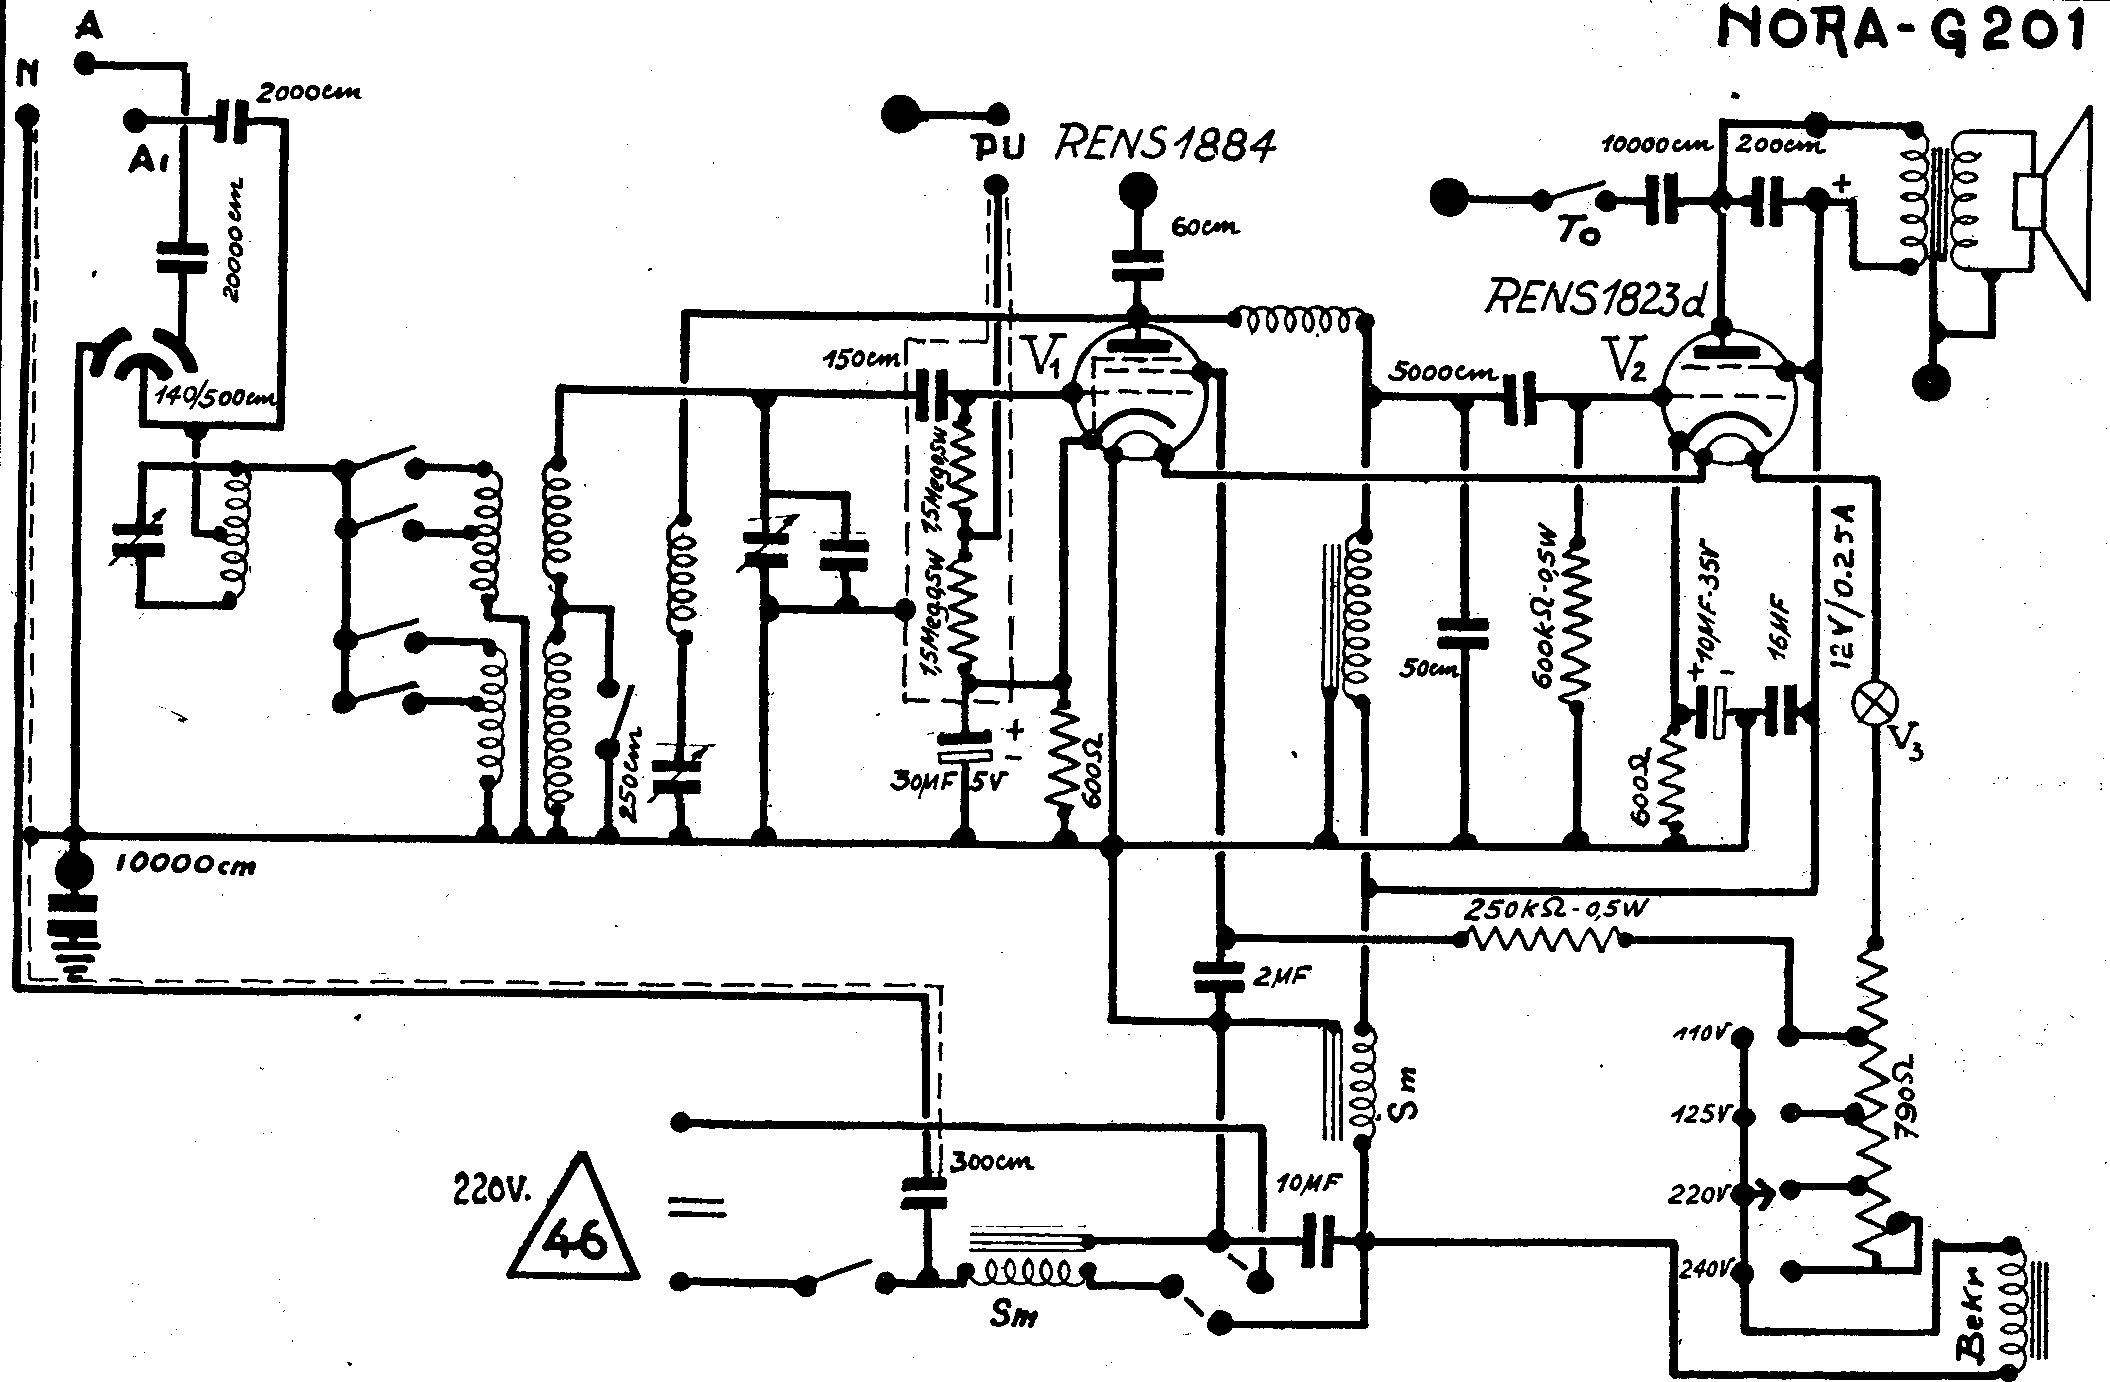 NORA-G201
A
N
2000cm
A1
20000cm
140/500cm
PU
RENS1884
60cm
10000cm
200cm
+
To
RENS1823d
V1
150cm
5000cm
V2
1,5Meg0,5W
1,5Meg0,5W
600kΩ-0,5W
+10µF-35V
-
16µF
12V/0.25A
50cm
V3
250cm
+
-
30µF 5V
600Ω
600Ω
10000cm
250kΩ-0,5W
2µF
110V
125V
220V
240V
790Ω
Sm
300cm
10µF
220V.
46
Sm
Bekr